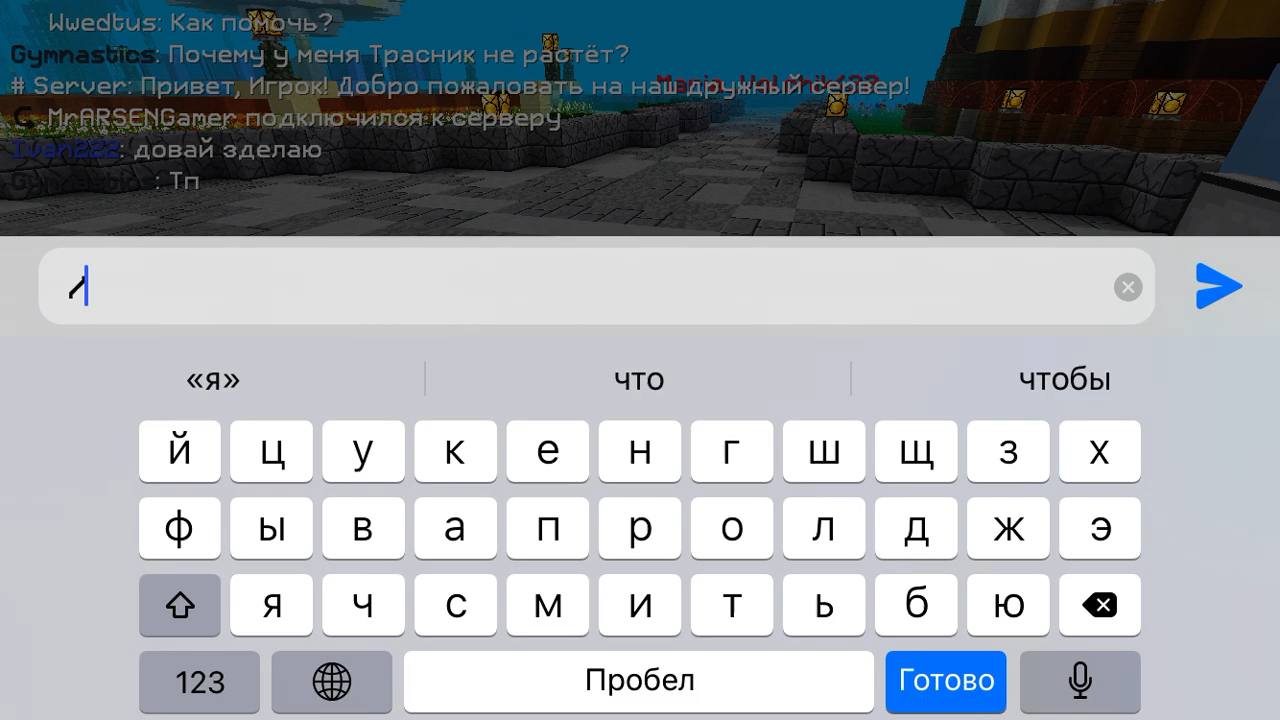 Wwedtus: Как помочь?
Gymnastics: Почему у меня Трасник не растёт?
# Server: Привет, Игрок! Добро пожаловать на наш дружный сервер!
MrARSENGamer подключился к серверу
Ivan222: довай зделаю
: Тп
«я» что чтобы
й ц у к е н г ш щ з х
ф ы в а п р о л д ж э
я ч с м и т ь б ю
123 Пробел Готово